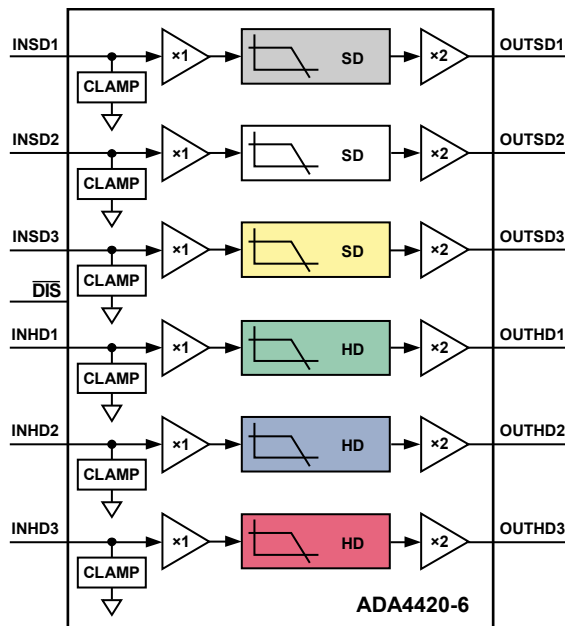 INSD1 ×1 SD ×2 OUTSD1
CLAMP
INSD2 ×1 SD ×2 OUTSD2
CLAMP
INSD3 ×1 SD ×2 OUTSD3
CLAMP
D̅I̅S̅
INHD1 ×1 HD ×2 OUTHD1
CLAMP
INHD2 ×1 HD ×2 OUTHD2
CLAMP
INHD3 ×1 HD ×2 OUTHD3
CLAMP
ADA4420-6